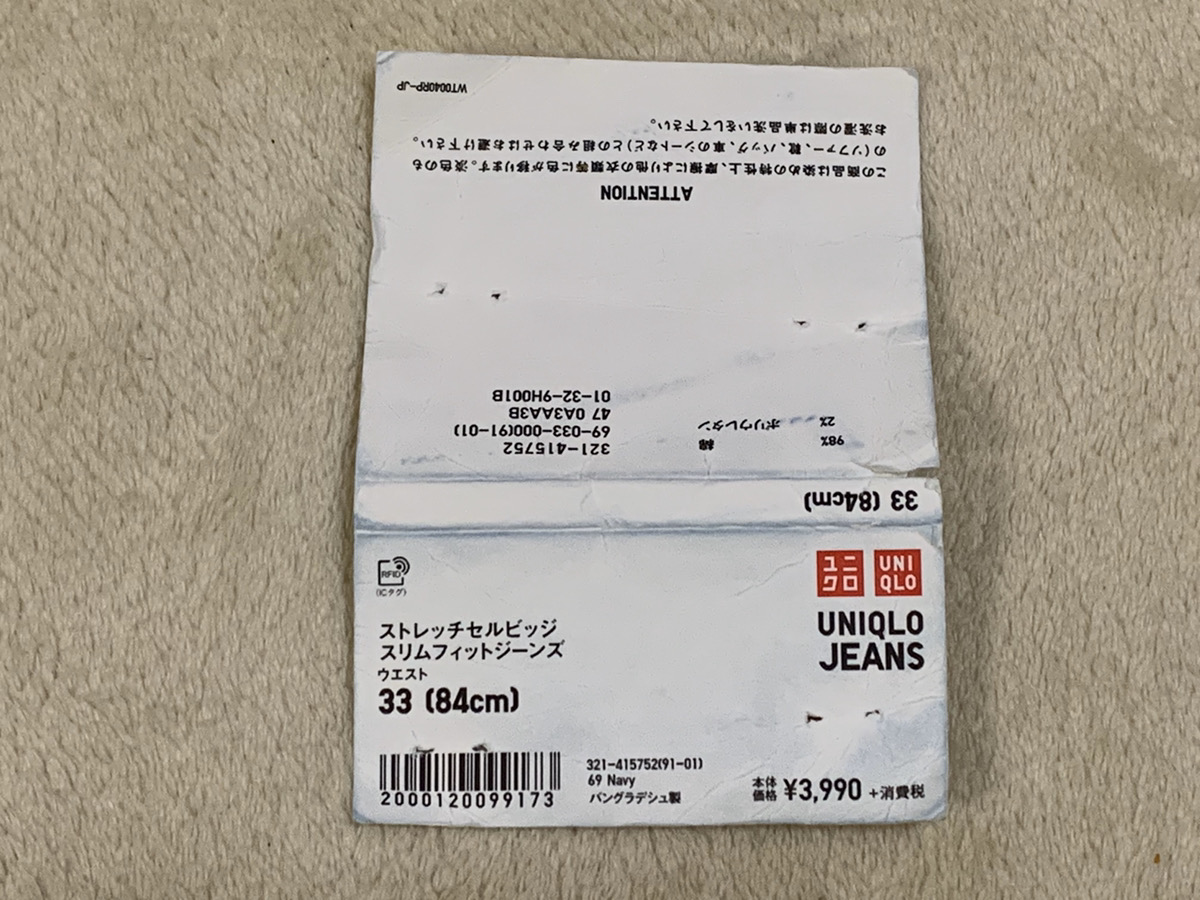 WT0040RP-JP
ATTENTION
この商品は染めの特性上、摩擦により他の衣類等に色が移ります。淡色のも
の(ソファー、靴、バッグ、車のシートなど)との組み合わせはお避け下さい。
お洗濯の際は単品洗いをして下さい。
321-415752
69-033-000(91-01)
47 0A3AA3B
01-32-9H001B
98% 綿
2% ポリウレタン
33 (84cm)
RFID
(ICタグ)
ユニクロ
UNIQLO
UNIQLO
JEANS
ストレッチセルビッジ
スリムフィットジーンズ
ウエスト
33 (84cm)
2000120099173
321-415752(91-01)
69 Navy
バングラデシュ製
本体価格 ¥3,990 +消費税